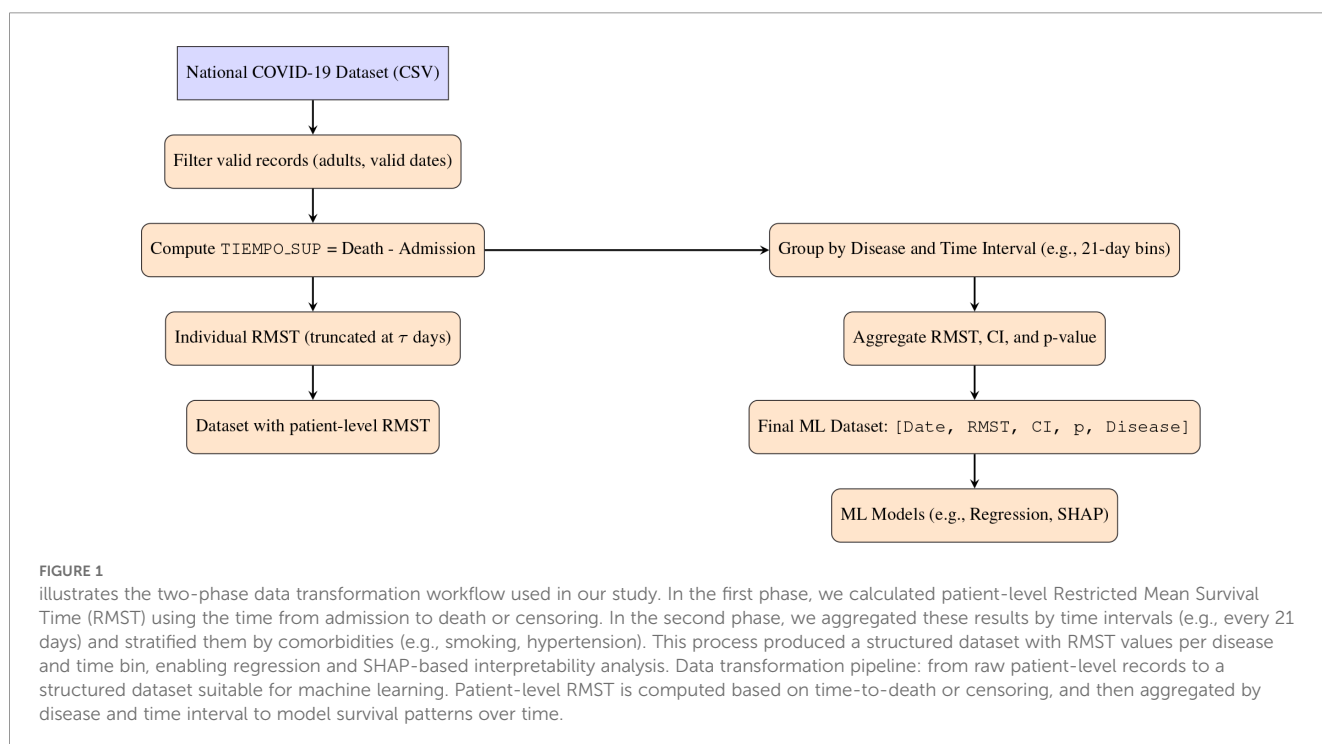 National COVID-19 Dataset (CSV)
Filter valid records (adults, valid dates)
Compute TIEMPO_SUP = Death - Admission
Individual RMST (truncated at τ days)
Dataset with patient-level RMST
Group by Disease and Time Interval (e.g., 21-day bins)
Aggregate RMST, CI, and p-value
Final ML Dataset: [Date, RMST, CI, p, Disease]
ML Models (e.g., Regression, SHAP)
FIGURE 1
illustrates the two-phase data transformation workflow used in our study. In the first phase, we calculated patient-level Restricted Mean Survival
Time (RMST) using the time from admission to death or censoring. In the second phase, we aggregated these results by time intervals (e.g., every 21
days) and stratified them by comorbidities (e.g., smoking, hypertension). This process produced a structured dataset with RMST values per disease
and time bin, enabling regression and SHAP-based interpretability analysis. Data transformation pipeline: from raw patient-level records to a
structured dataset suitable for machine learning. Patient-level RMST is computed based on time-to-death or censoring, and then aggregated by
disease and time interval to model survival patterns over time.